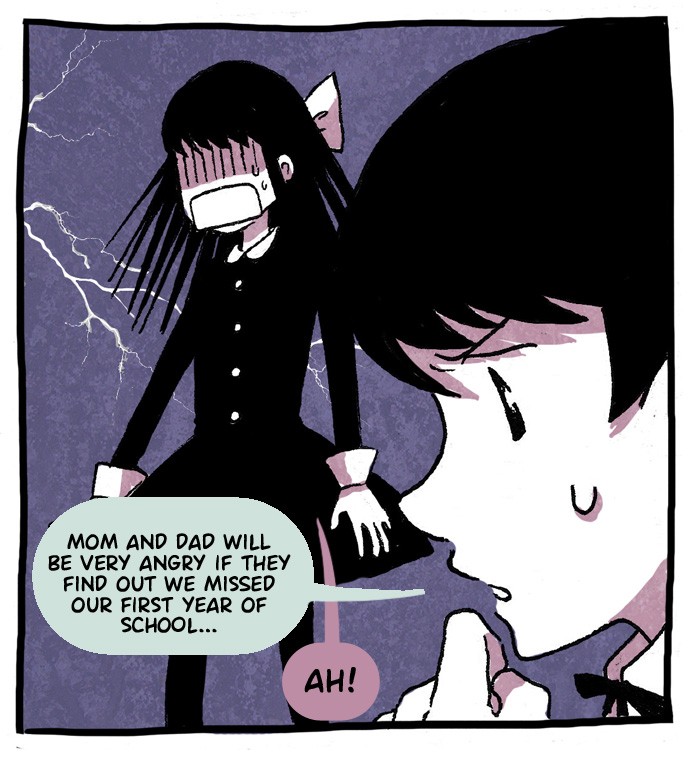 MOM AND DAD WILL
BE VERY ANGRY IF THEY
FIND OUT WE MISSED
OUR FIRST YEAR OF
SCHOOL...
AH!